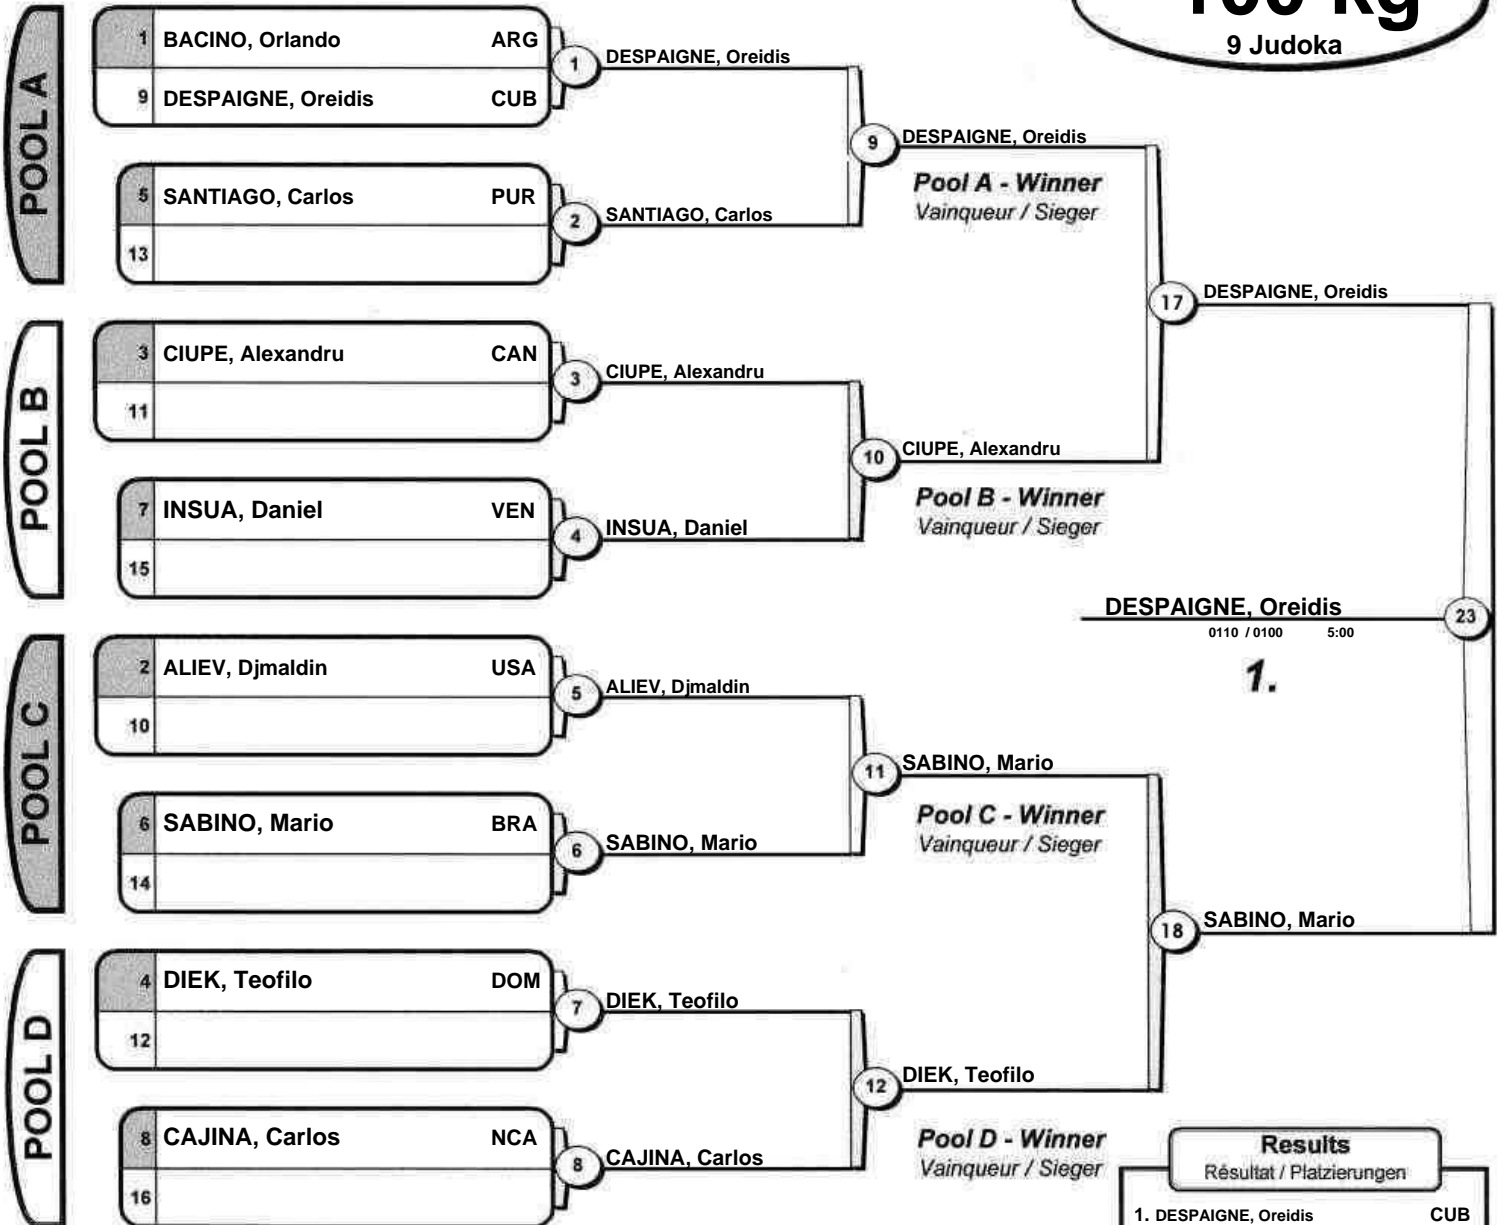 100 kg
9 Judoka
POOL A
1 BACINO, Orlando ARG
9 DESPAIGNE, Oreidis CUB
1 DESPAIGNE, Oreidis
5 SANTIAGO, Carlos PUR
13
2 SANTIAGO, Carlos
9 DESPAIGNE, Oreidis
Pool A - Winner
Vainqueur / Sieger
POOL B
3 CIUPE, Alexandru CAN
11
3 CIUPE, Alexandru
7 INSUA, Daniel VEN
15
4 INSUA, Daniel
10 CIUPE, Alexandru
Pool B - Winner
Vainqueur / Sieger
17 DESPAIGNE, Oreidis
DESPAIGNE, Oreidis 23
0110 / 0100 5:00
1.
POOL C
2 ALIEV, Djmaldin USA
10
5 ALIEV, Djmaldin
6 SABINO, Mario BRA
14
6 SABINO, Mario
11 SABINO, Mario
Pool C - Winner
Vainqueur / Sieger
POOL D
4 DIEK, Teofilo DOM
12
7 DIEK, Teofilo
8 CAJINA, Carlos NCA
16
8 CAJINA, Carlos
12 DIEK, Teofilo
Pool D - Winner
Vainqueur / Sieger
18 SABINO, Mario
Results
Résultat / Platzierungen
1. DESPAIGNE, Oreidis CUB